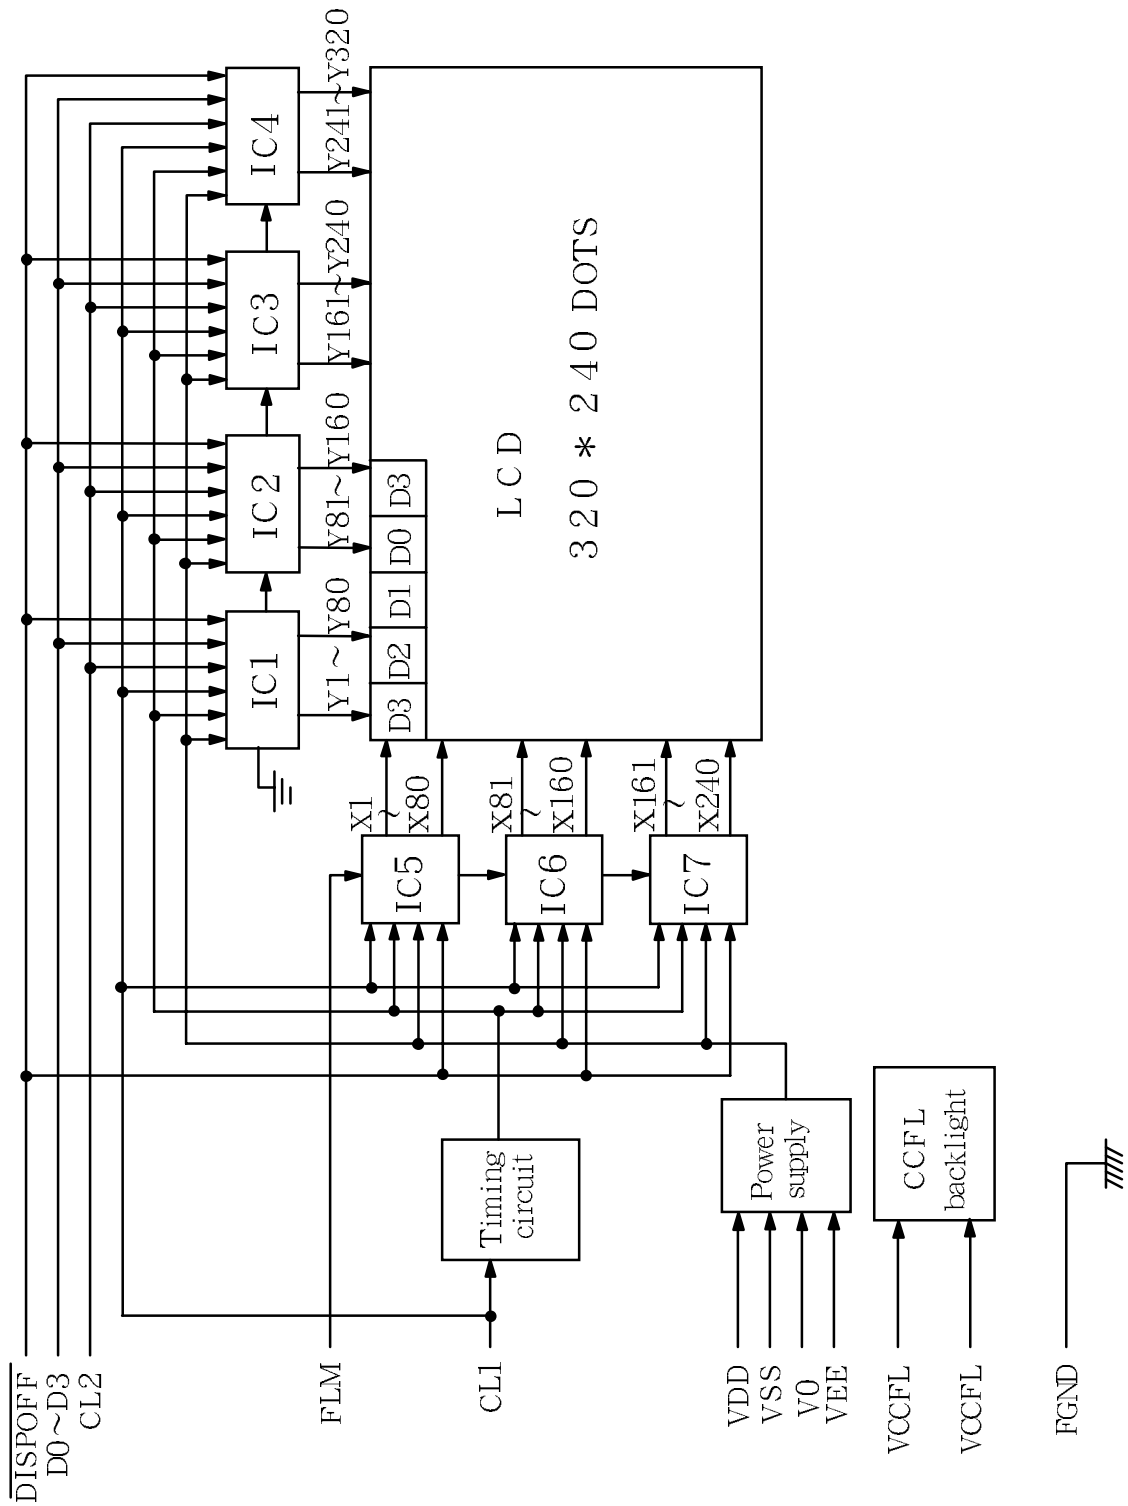 DISPOFF
D0~D3
CL2
FLM
CL1
VDD
VSS
V0
VEE
VCCFL
VCCFL
FGND
Timing
circuit
Power
supply
CCFL
backlight
IC5
IC6
IC7
X1
~
X80
X81
~
X160
X161
~
X240
IC1
IC2
IC3
IC4
Y1~Y80
Y81~Y160
Y161~Y240
Y241~Y320
D3
D2
D1
D0
D3
LCD
320*240 DOTS